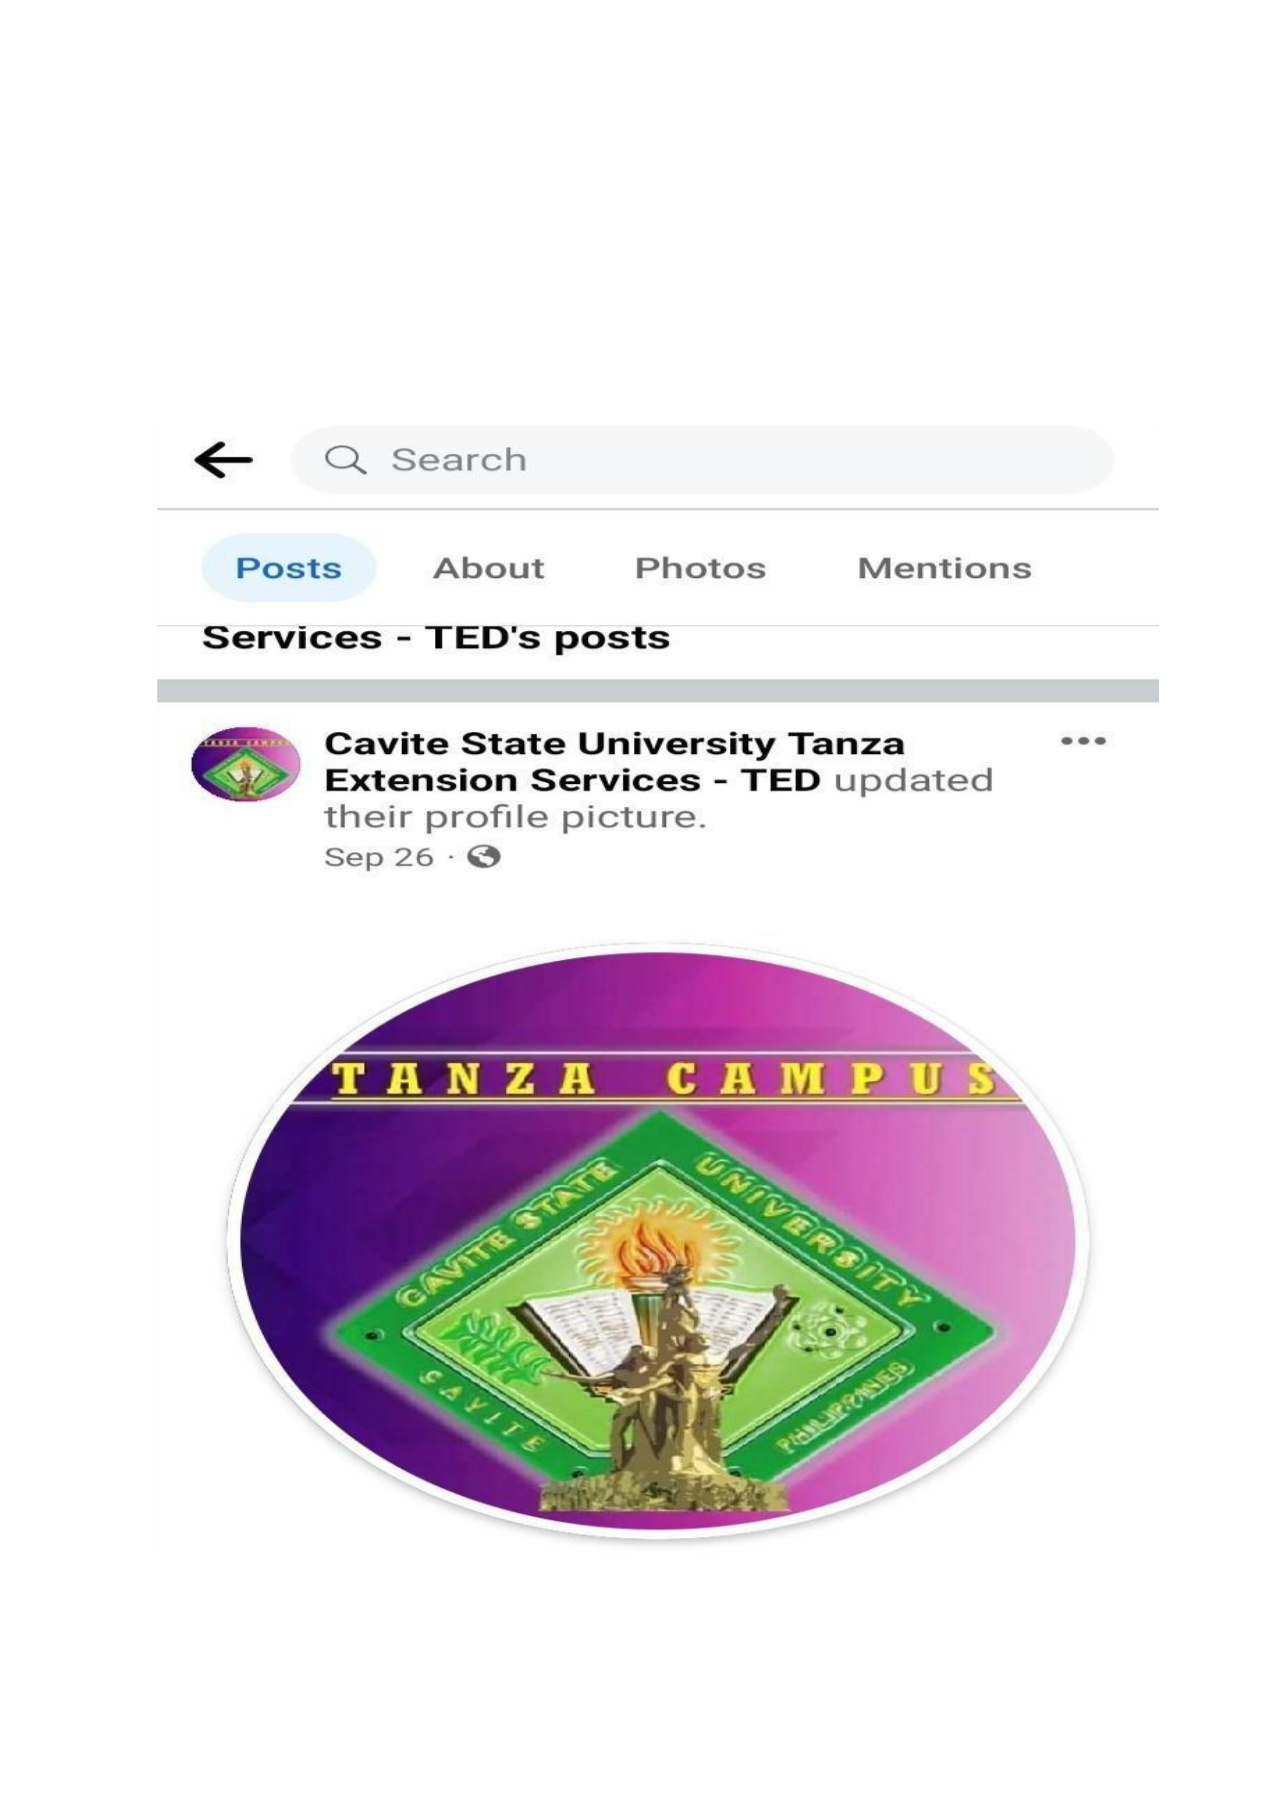 Search
Posts About Photos Mentions
Services - TED's posts
Cavite State University Tanza
Extension Services - TED updated
their profile picture.
Sep 26 ·
TANZA CAMPUS
CAVITE STATE UNIVERSITY
CAVITE PHILIPPINES